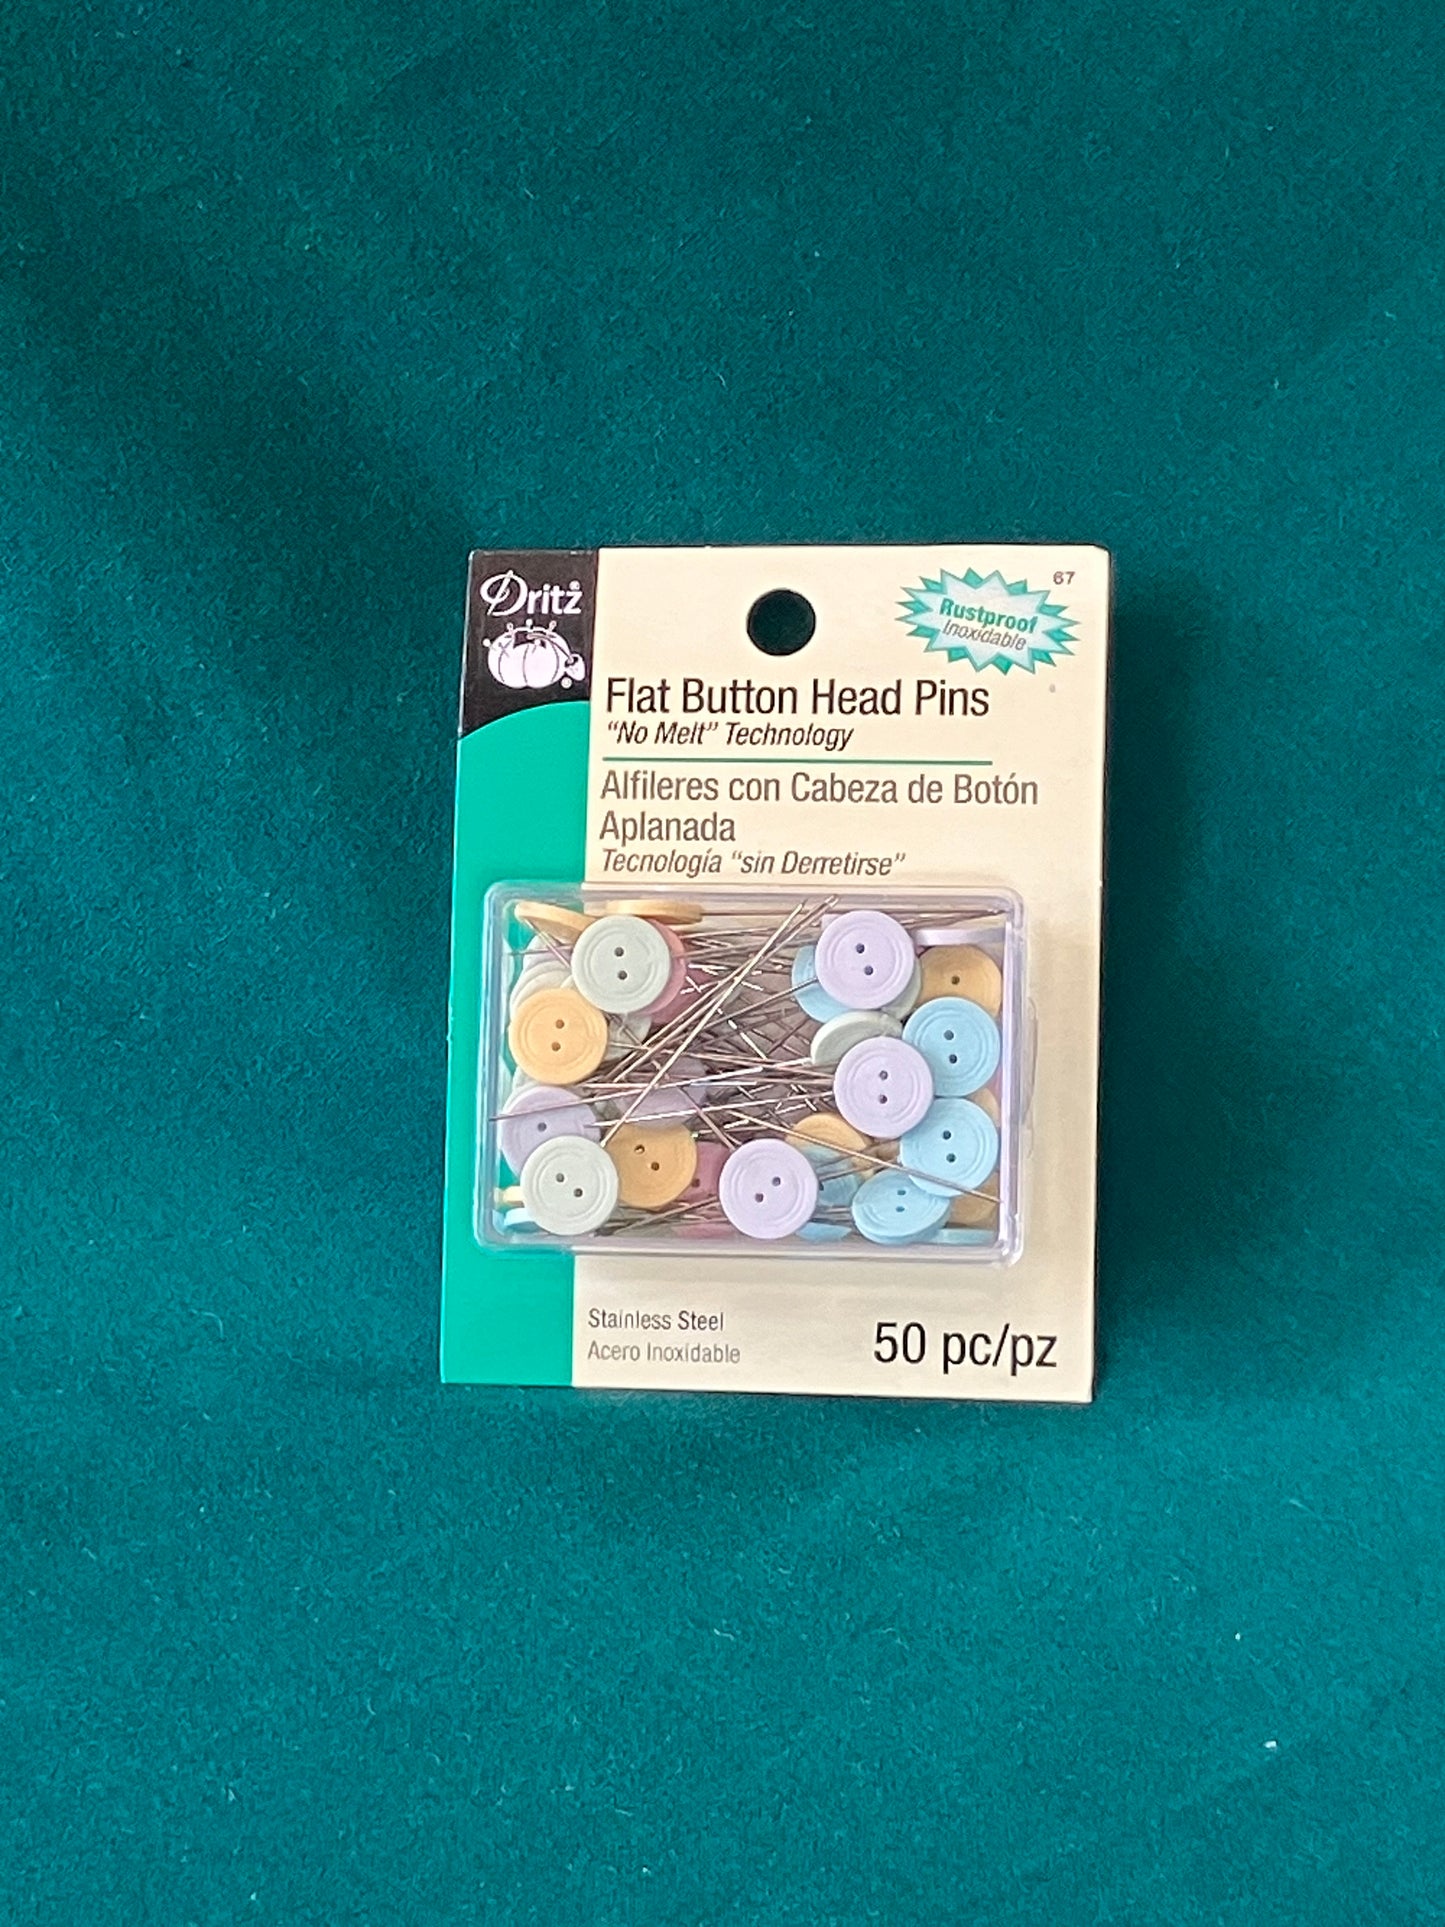 Dritz®
67
Rustproof
Inoxidable
Flat Button Head Pins
“No Melt” Technology
Alfileres con Cabeza de Botón
Aplanada
Tecnología “sin Derretirse”
Stainless Steel
Acero Inoxidable
50 pc/pz